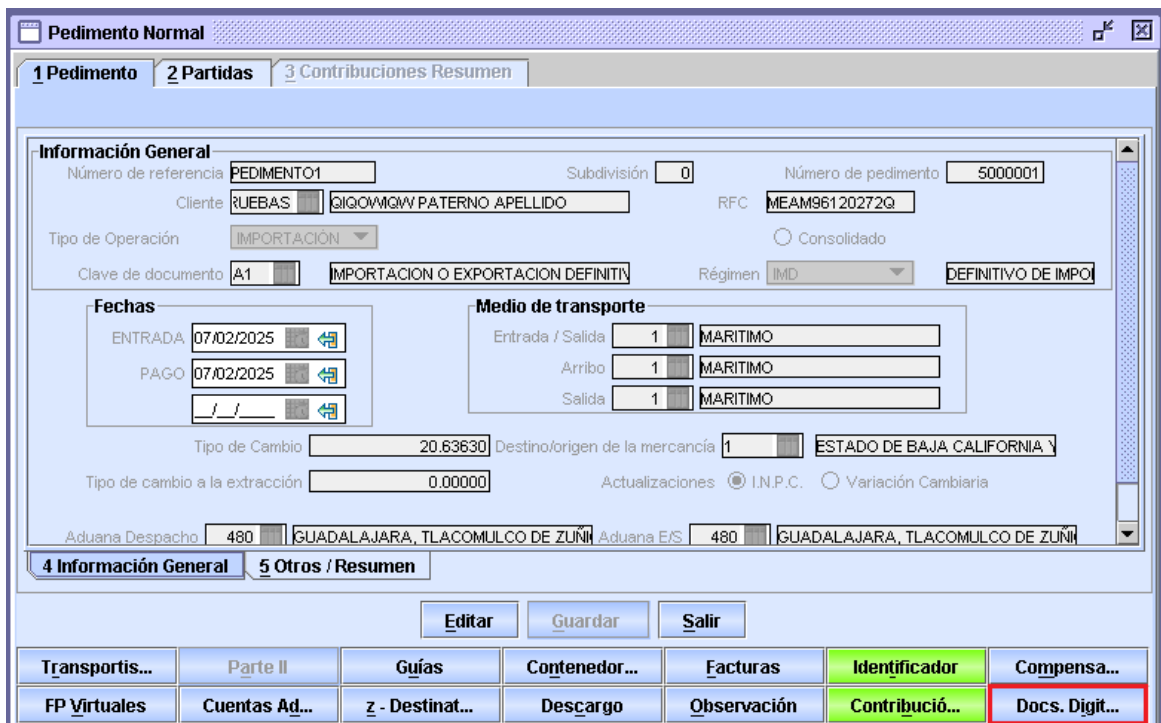 Pedimento Normal
1 Pedimento 2 Partidas 3 Contribuciones Resumen
Información General
Número de referencia PEDIMENTO1 Subdivisión 0 Número de pedimento 5000001
Cliente RUEBAS QIQOWIQW PATERNO APELLIDO RFC MEAM96120272Q
Tipo de Operación IMPORTACIÓN Consolidado
Clave de documento A1 IMPORTACION O EXPORTACION DEFINITIV Régimen IMD DEFINITIVO DE IMPOI
Fechas Medio de transporte
ENTRADA 07/02/2025 Entrada / Salida 1 MARITIMO
PAGO 07/02/2025 Arribo 1 MARITIMO
__/__/____ Salida 1 MARITIMO
Tipo de Cambio 20.63630 Destino/origen de la mercancía 1 ESTADO DE BAJA CALIFORNIA Y
Tipo de cambio a la extracción 0.00000 Actualizaciones I.N.P.C. Variación Cambiaria
Aduana Despacho 480 GUADALAJARA, TLACOMULCO DE ZUÑI Aduana E/S 480 GUADALAJARA, TLACOMULCO DE ZUÑI
4 Información General 5 Otros / Resumen
Editar Guardar Salir
Transportis... Parte II Guías Contenedor... Facturas Identificador Compensa...
FP Virtuales Cuentas Ad... z - Destinat... Descargo Observación Contribució... Docs. Digit...